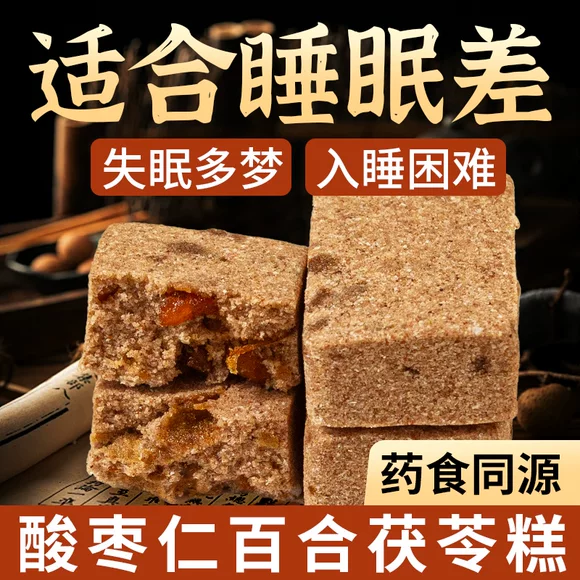 适合睡眠差
失眠多梦 入睡困难
药食同源
酸枣仁百合茯苓糕